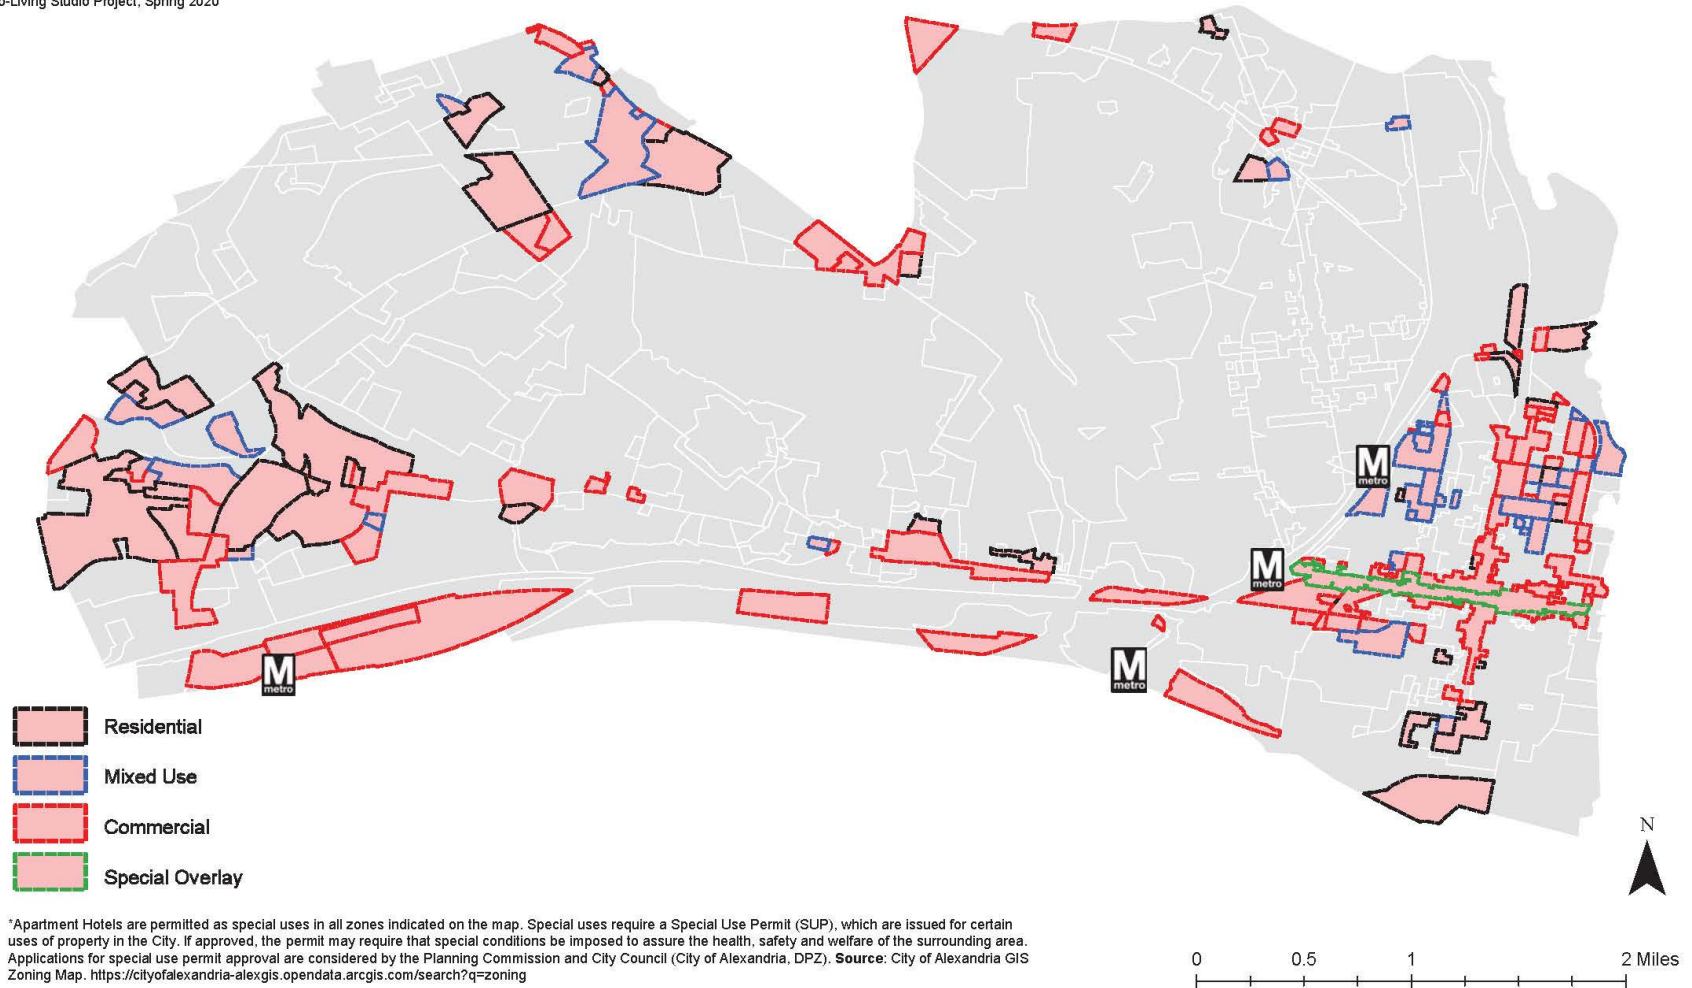 Living Studio Project, Spring 2020
M
metro
M
metro
M
metro
M
metro
Residential
Mixed Use
Commercial
Special Overlay
N
*Apartment Hotels are permitted as special uses in all zones indicated on the map. Special uses require a Special Use Permit (SUP), which are issued for certain
uses of property in the City. If approved, the permit may require that special conditions be imposed to assure the health, safety and welfare of the surrounding area.
Applications for special use permit approval are considered by the Planning Commission and City Council (City of Alexandria, DPZ). Source: City of Alexandria GIS
Zoning Map. https://cityofalexandria-alexgis.opendata.arcgis.com/search?q=zoning
0 0.5 1 2 Miles